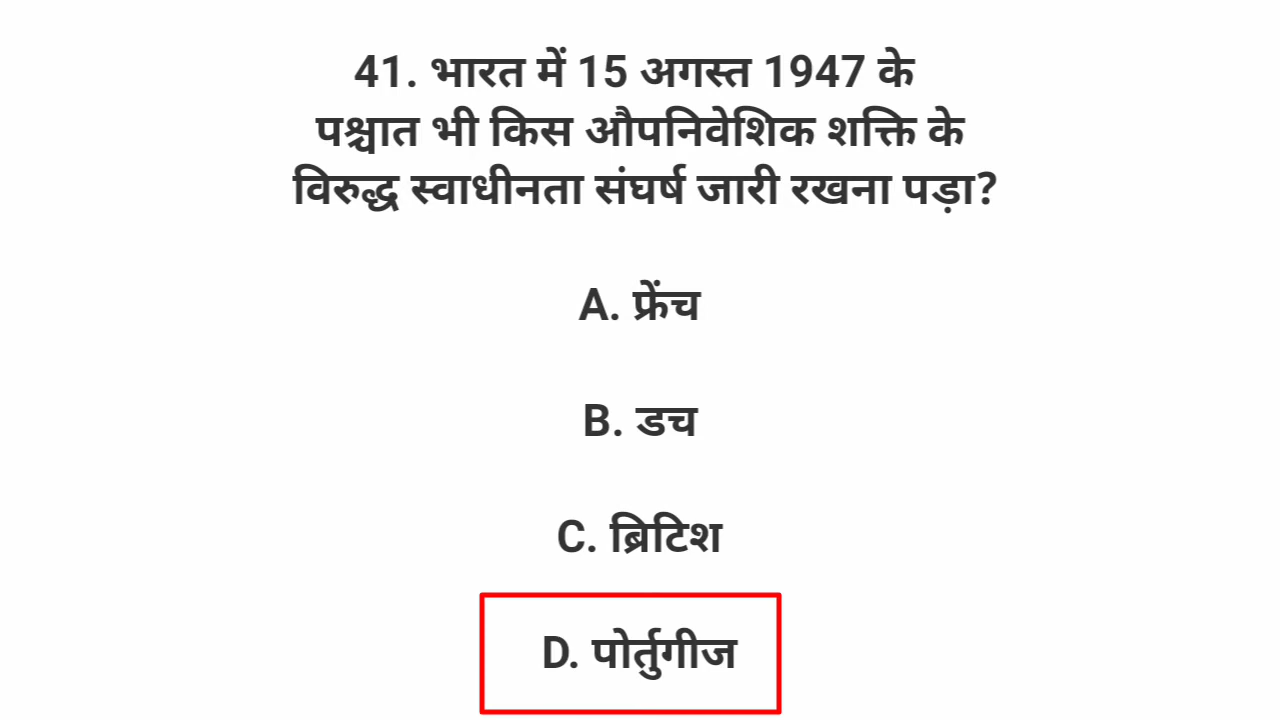 41. भारत में 15 अगस्त 1947 के
पश्चात भी किस औपनिवेशिक शक्ति के
विरुद्ध स्वाधीनता संघर्ष जारी रखना पड़ा?
A. फ्रेंच
B. डच
C. ब्रिटिश
D. पोर्तुगीज